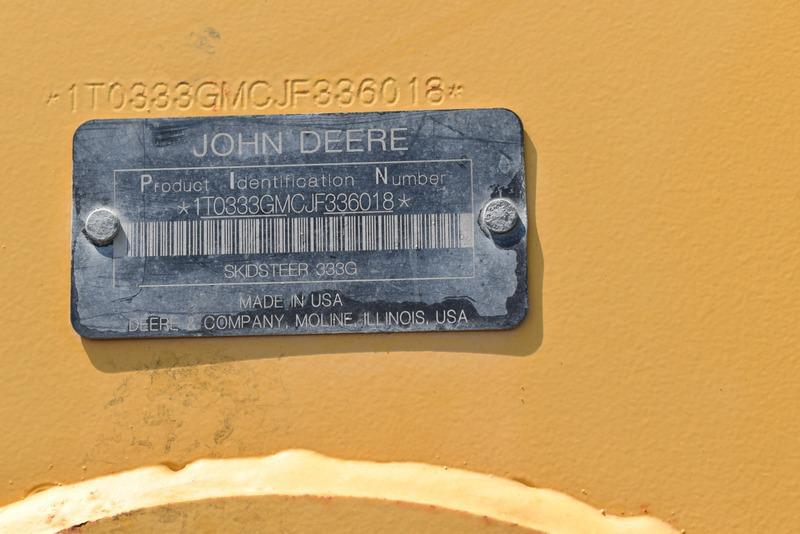 *1T0333GMCJF336018*
JOHN DEERE
Product Identification Number
*1T0333GMCJF336018*
SKIDSTEER 333G
MADE IN USA
DEERE & COMPANY, MOLINE, ILLINOIS, USA